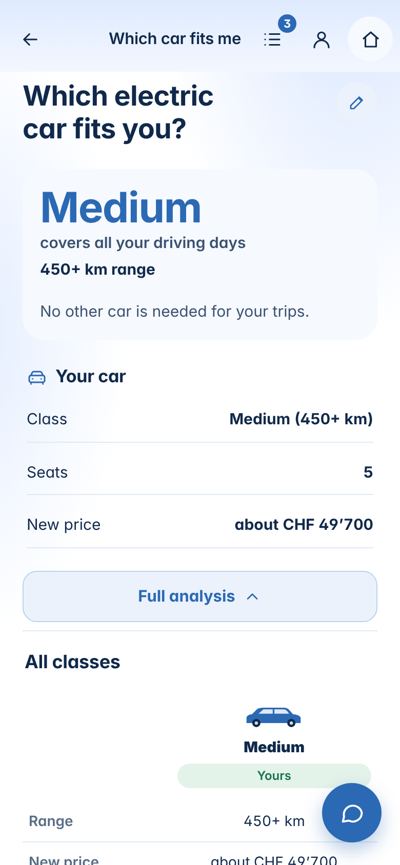 Which car fits me
3
Which electric
car fits you?
Medium
covers all your driving days
450+ km range
No other car is needed for your trips.
Your car
Class Medium (450+ km)
Seats 5
New price about CHF 49’700
Full analysis
All classes
Medium
Yours
Range 450+ km
New price about CHF 49’700